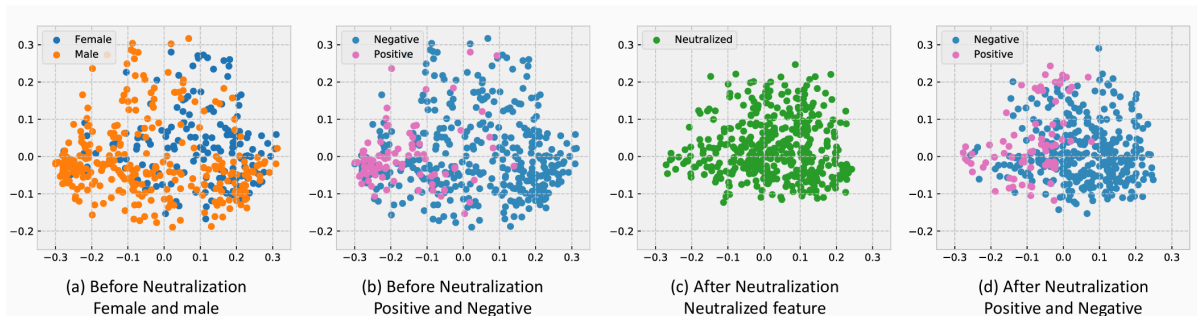 Female
Male
0.3
0.2
0.1
0.0
−0.1
−0.2
−0.3 −0.2 −0.1 0.0 0.1 0.2 0.3
(a) Before Neutralization
Female and male
Negative
Positive
0.3
0.2
0.1
0.0
−0.1
−0.2
−0.3 −0.2 −0.1 0.0 0.1 0.2 0.3
(b) Before Neutralization
Positive and Negative
Neutralized
0.3
0.2
0.1
0.0
−0.1
−0.2
−0.3 −0.2 −0.1 0.0 0.1 0.2 0.3
(c) After Neutralization
Neutralized feature
Negative
Positive
0.3
0.2
0.1
0.0
−0.1
−0.2
−0.3 −0.2 −0.1 0.0 0.1 0.2 0.3
(d) After Neutralization
Positive and Negative